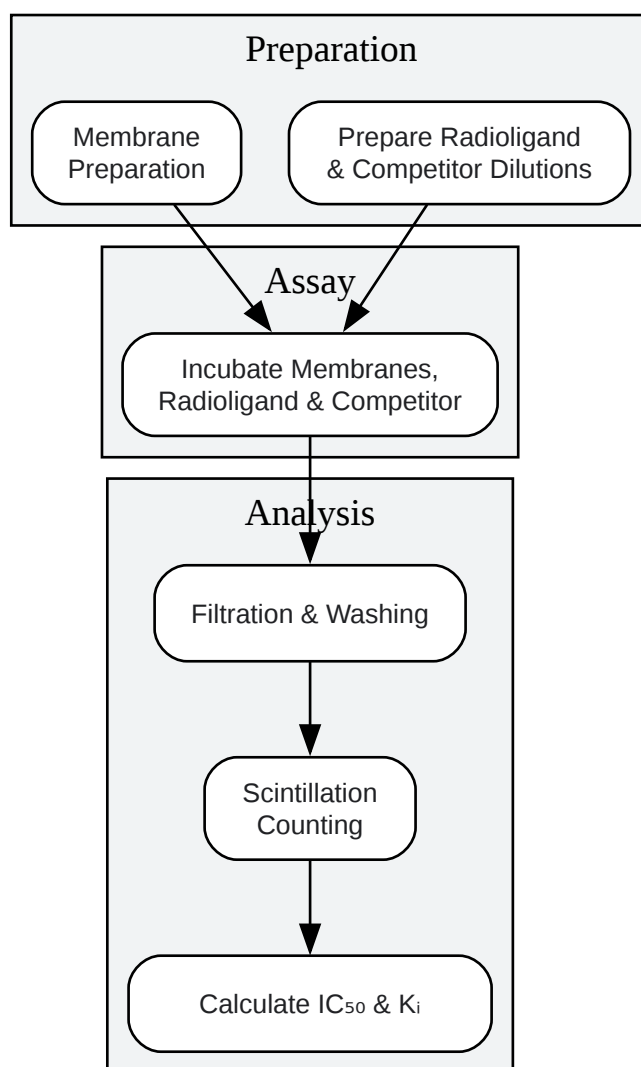 Preparation
Membrane
Preparation
Prepare Radioligand
& Competitor Dilutions
Assay
Incubate Membranes,
Radioligand & Competitor
Analysis
Filtration & Washing
Scintillation
Counting
Calculate IC₅₀ & Kᵢ